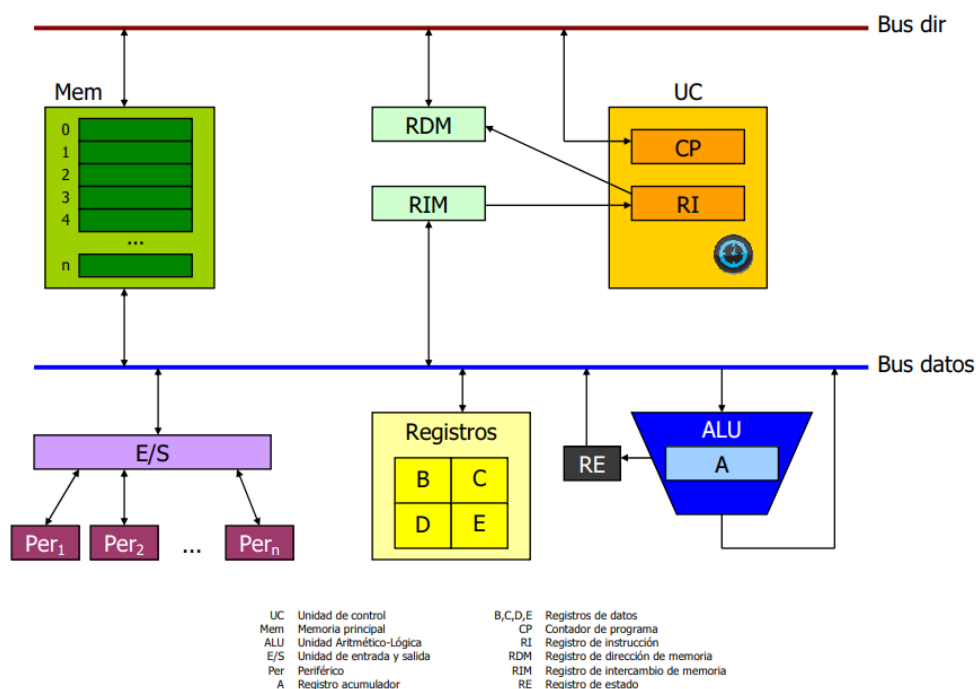 Bus dir
Mem
UC
0
1
2
3
4
...
n
RDM
CP
RIM
RI
Bus datos
E/S
Registros
B C
D E
RE
ALU
A
Per1 Per2 ... Pern
UC Unidad de control
Mem Memoria principal
ALU Unidad Aritmético-Lógica
E/S Unidad de entrada y salida
Per Periférico
A Registro acumulador
B,C,D,E Registros de datos
CP Contador de programa
RI Registro de instrucción
RDM Registro de dirección de memoria
RIM Registro de intercambio de memoria
RE Registro de estado